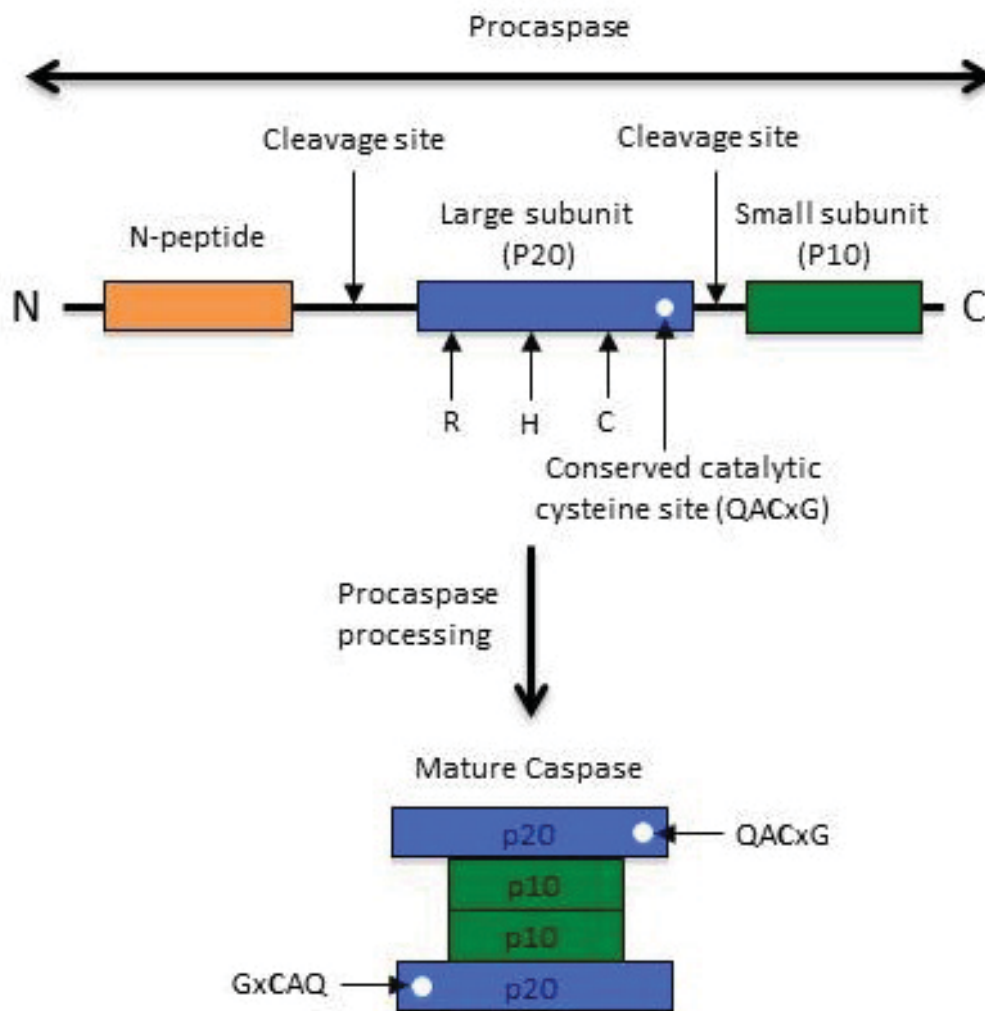 Procaspase
Cleavage site
Cleavage site
N-peptide
Large subunit
(P20)
Small subunit
(P10)
N
C
R
H
C
Conserved catalytic
cysteine site (QACxG)
Procaspase
processing
Mature Caspase
p20
QACxG
p10
p10
GxCAQ
p20